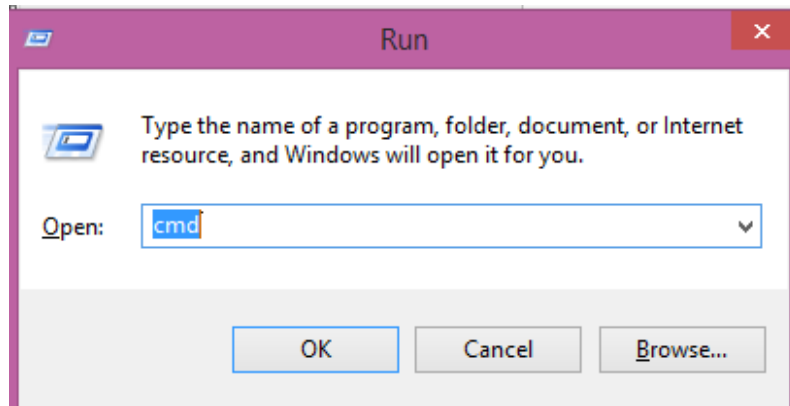 Run
Type the name of a program, folder, document, or Internet
resource, and Windows will open it for you.
Open: cmd
OK Cancel Browse...